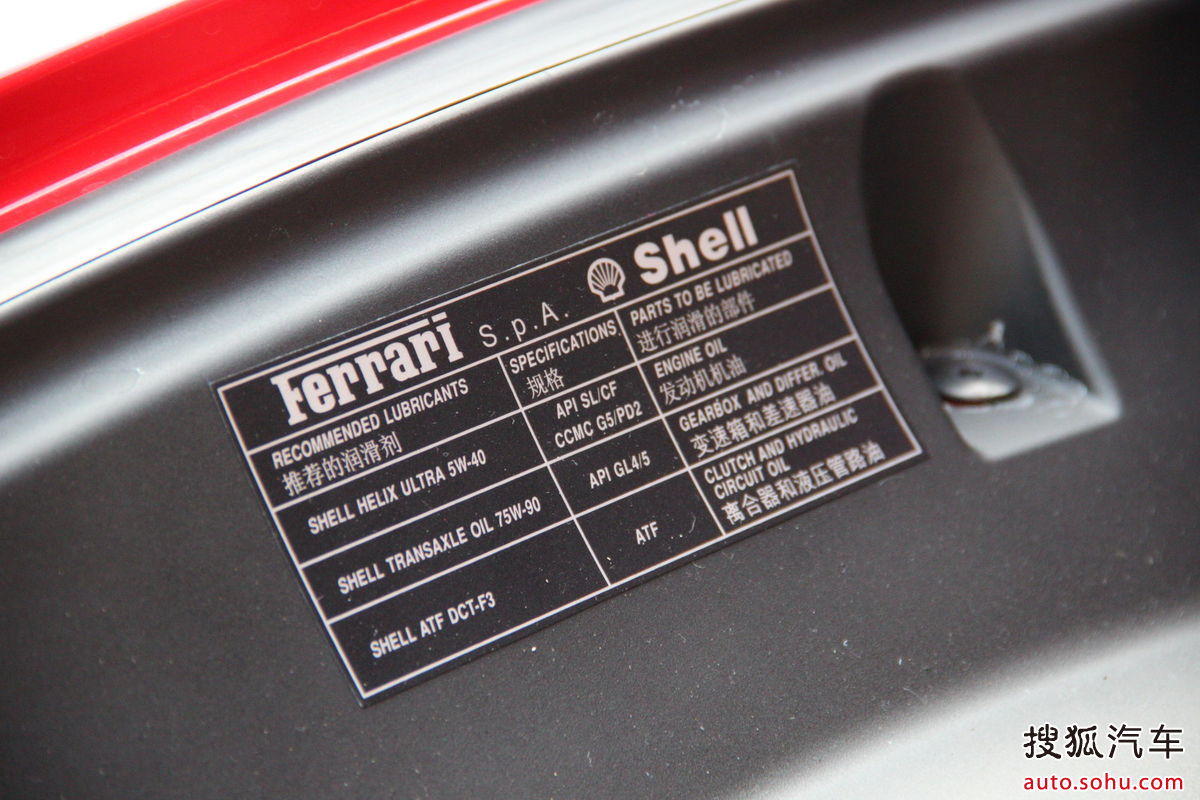 Ferrari S.p.A. Shell
RECOMMENDED LUBRICANTS
推荐的润滑剂
SPECIFICATIONS.
规格
PARTS TO BE LUBRICATED
进行润滑的部件
SHELL HELIX ULTRA 5W-40
API SL/CF
CCMC G5/PD2
ENGINE OIL
发动机机油
SHELL TRANSAXLE OIL 75W-90
API GL4/5
GEARBOX AND DIFFER. OIL
变速箱和差速器油
SHELL ATF DCT-F3
ATF
CLUTCH AND HYDRAULIC
CIRCUIT OIL
离合器和液压管路油
搜狐汽车
auto.sohu.com